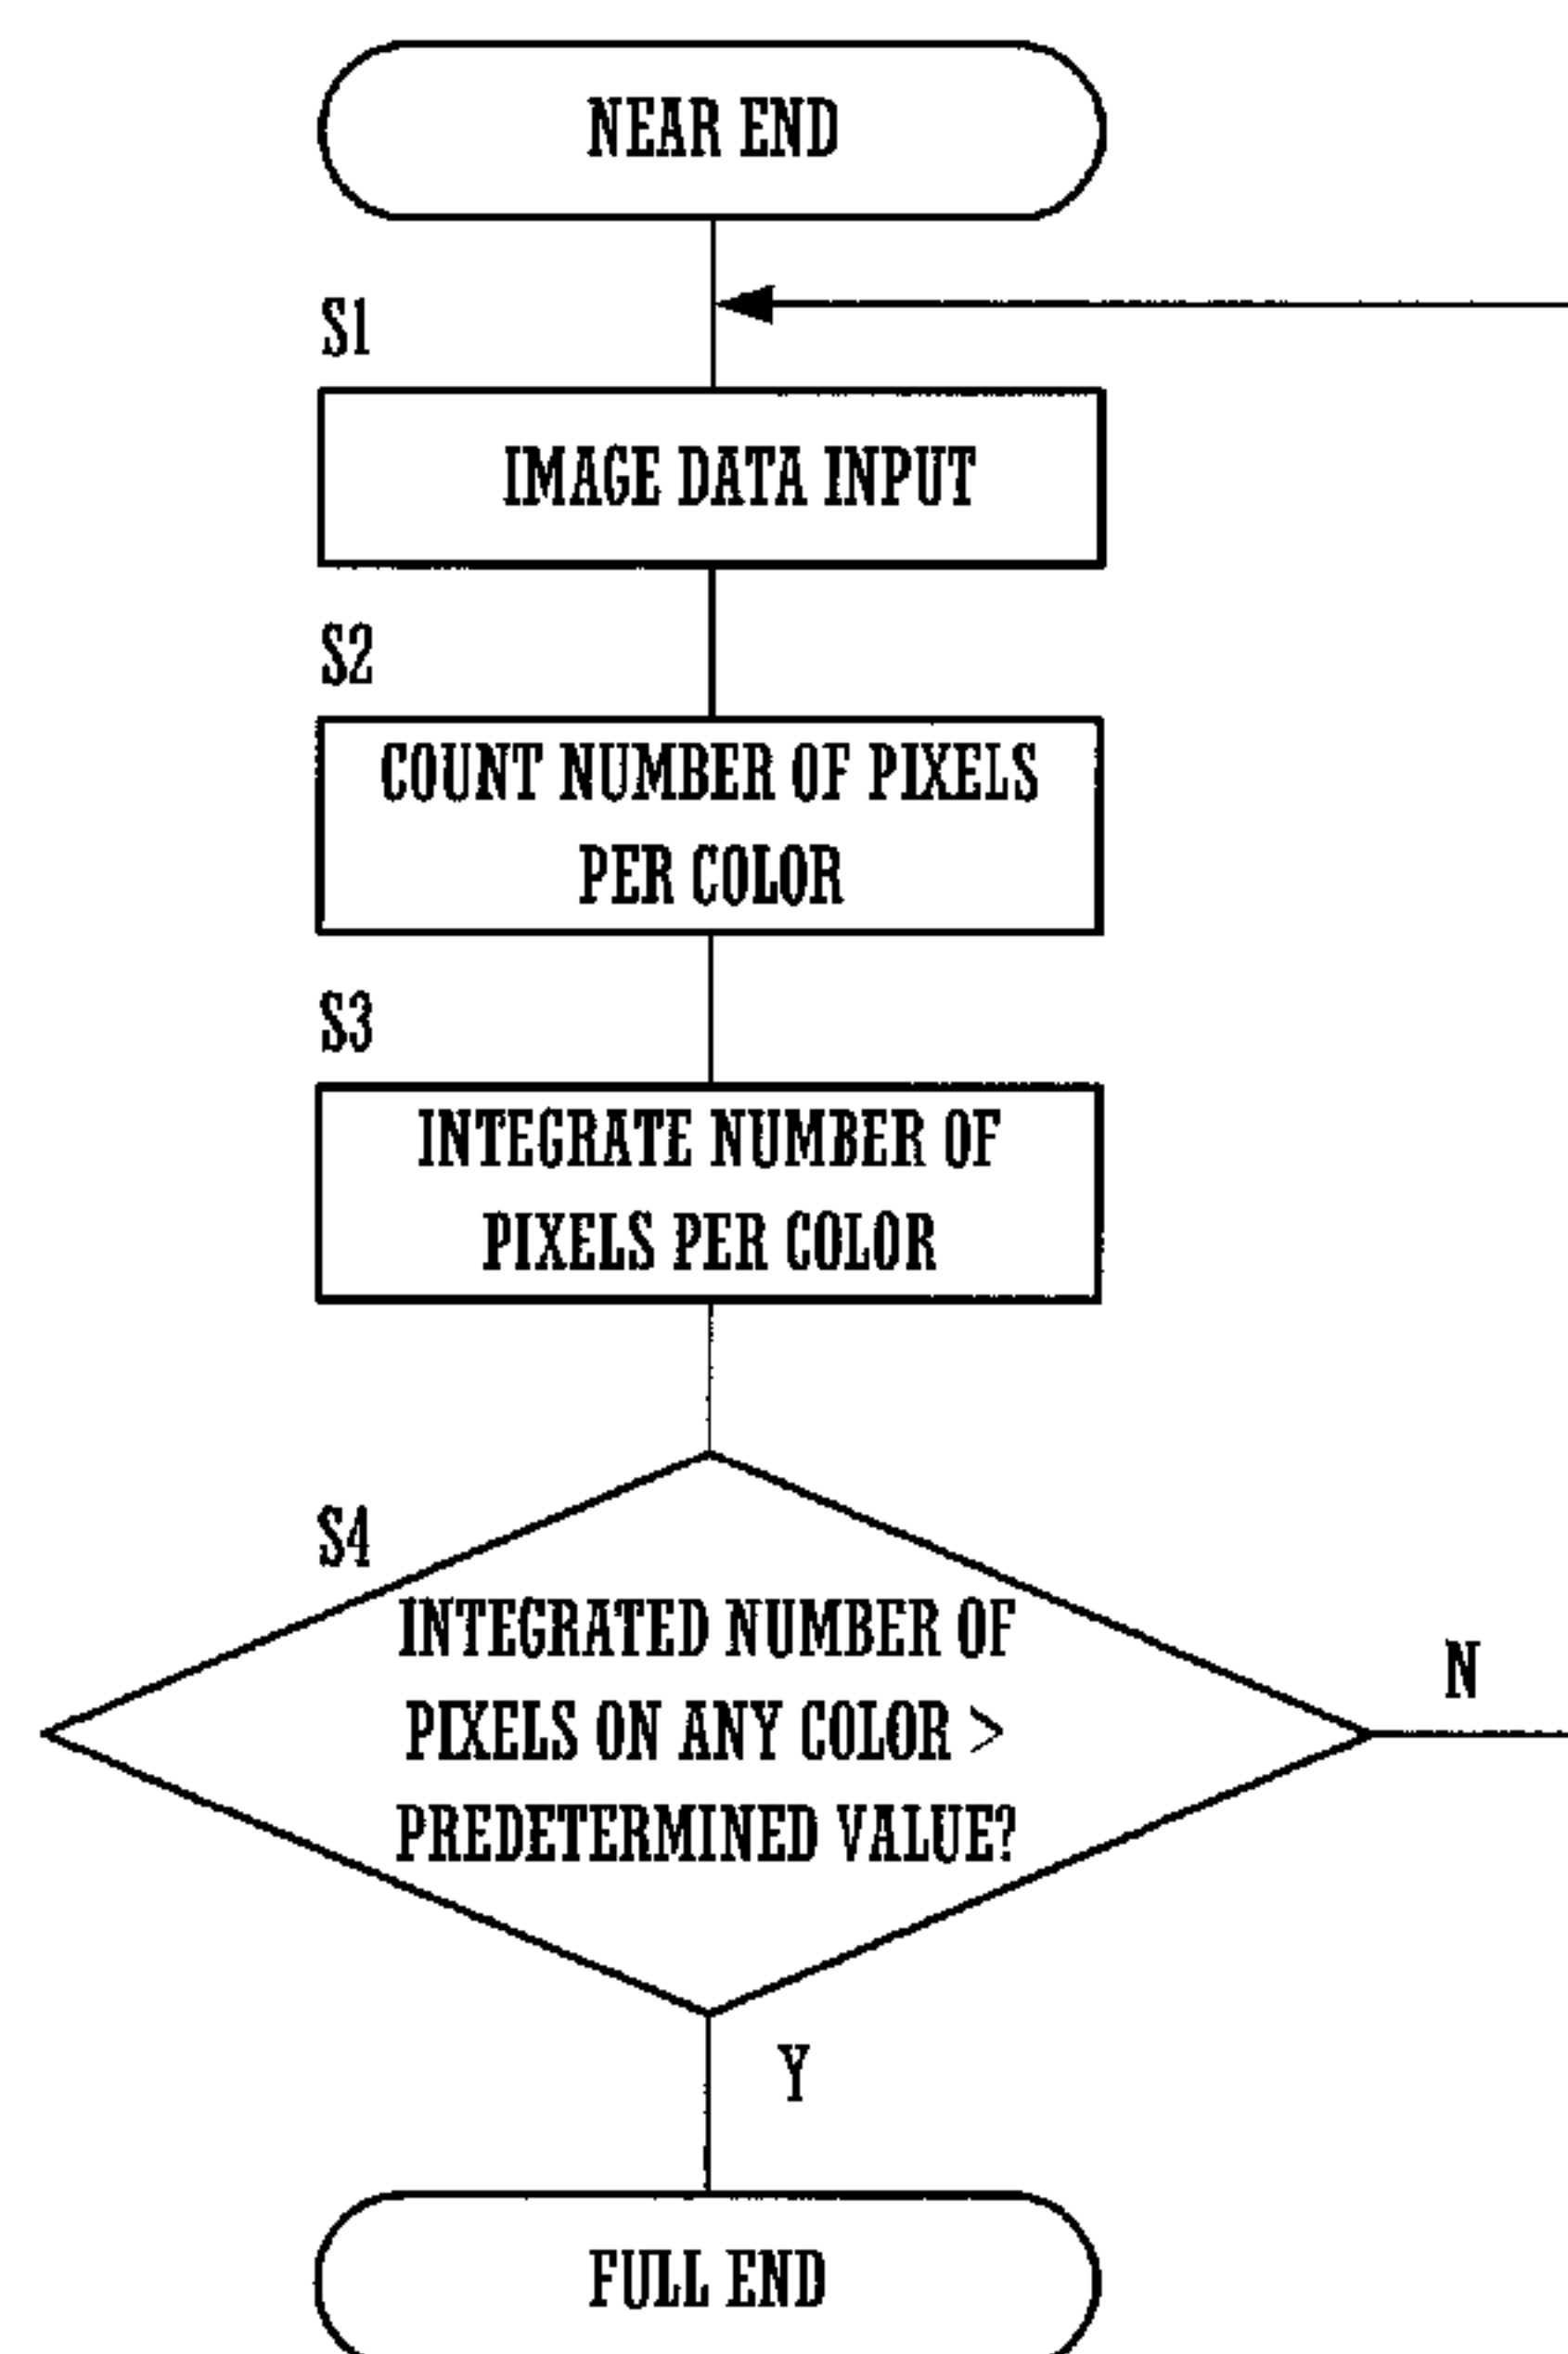 NEAR END
S1
IMAGE DATA INPUT
S2
COUNT NUMBER OF PIXELS
PER COLOR
S3
INTEGRATE NUMBER OF
PIXELS PER COLOR
S4
INTEGRATED NUMBER OF
PIXELS ON ANY COLOR >
PREDETERMINED VALUE?
N
Y
FULL END